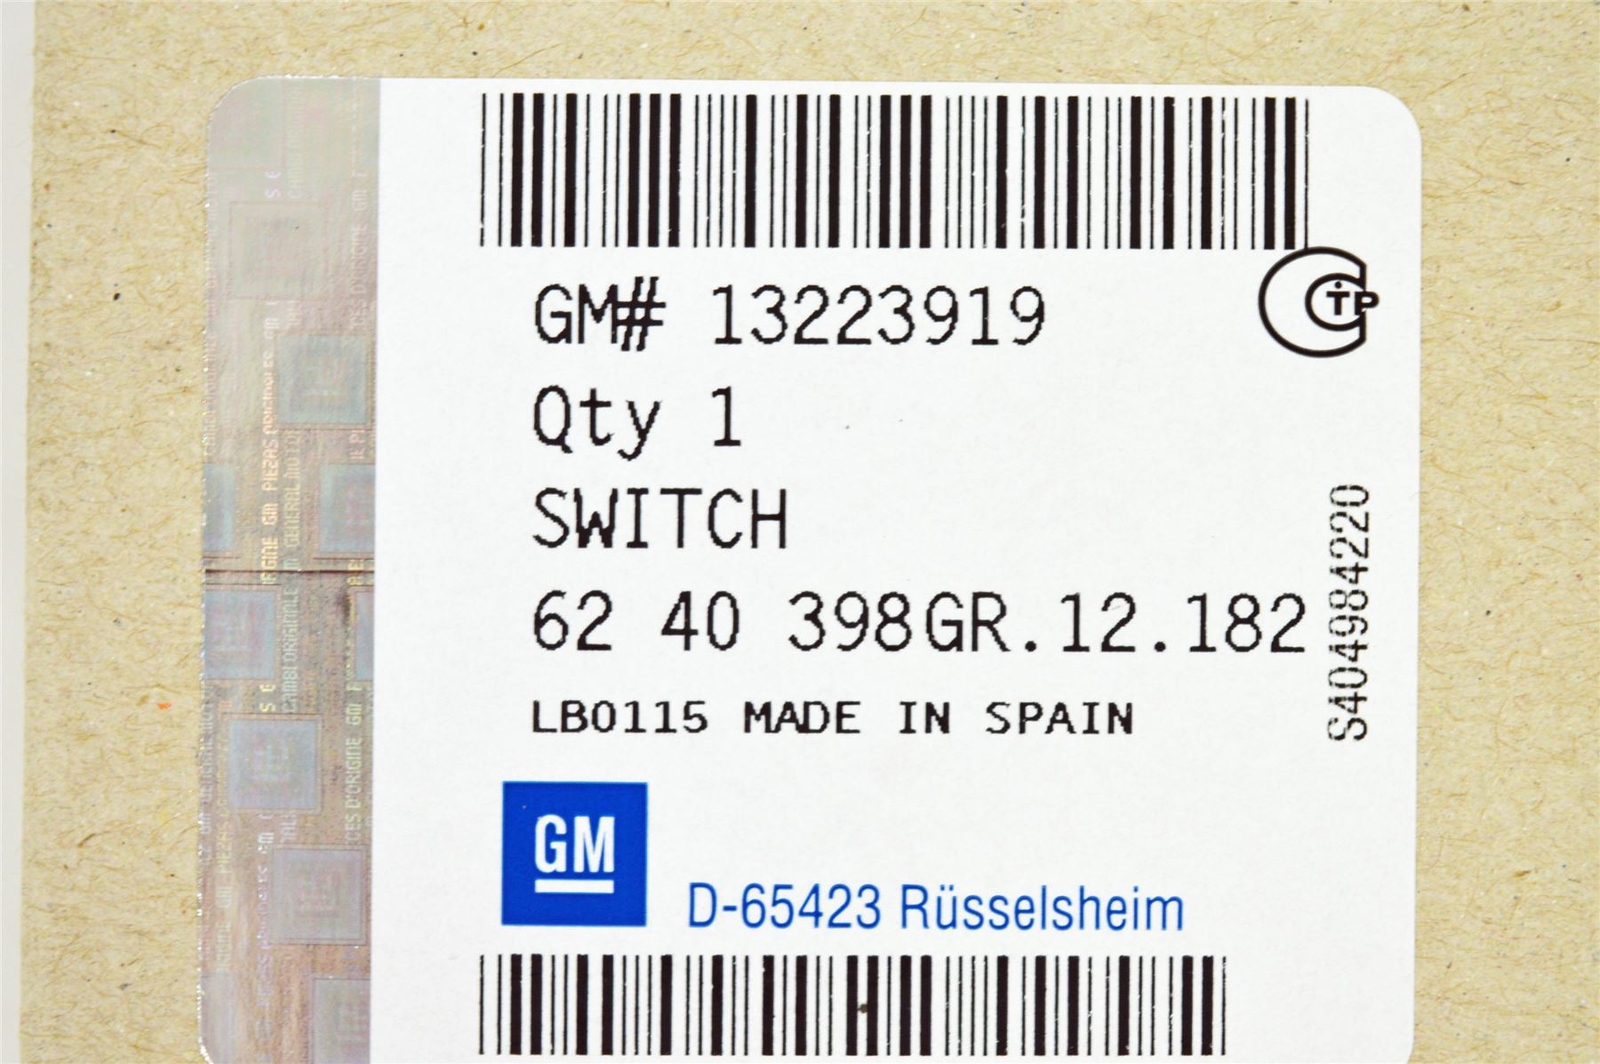 GM# 13223919
Qty 1
SWITCH
62 40 398GR.12.182
LB0115 MADE IN SPAIN
S404984220
GM
D-65423 Rüsselsheim